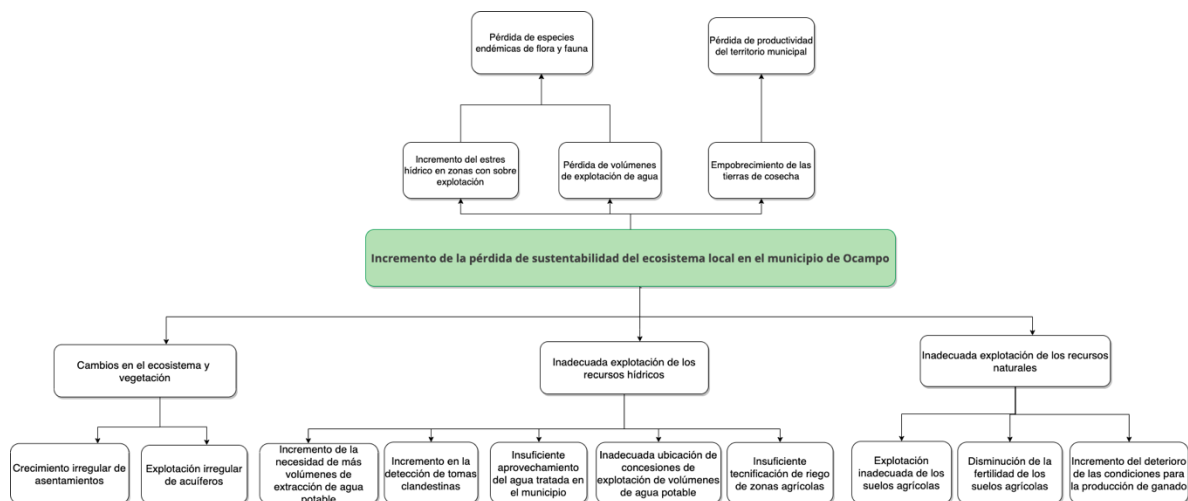 Pérdida de especies
endémicas de flora y fauna
Pérdida de productividad
del territorio municipal
Incremento del estres
hídrico en zonas con sobre
explotación
Pérdida de volúmenes
de explotación de agua
Empobrecimiento de las
tierras de cosecha
Incremento de la pérdida de sustentabilidad del ecosistema local en el municipio de Ocampo
Cambios en el ecosistema y
vegetación
Inadecuada explotación de los
recursos hídricos
Inadecuada explotación de los recursos
naturales
Crecimiento irregular de
asentamientos
Explotación irregular
de acuíferos
Incremento de la
necesidad de más
volúmenes de
extracción de agua
potable
Incremento en la
detección de tomas
clandestinas
Insuficiente
aprovechamiento
del agua tratada en
el municipio
Inadecuada ubicación de
concesiones de
explotación de volúmenes
de agua potable
Insuficiente
tecnificación de riego
de zonas agrícolas
Explotación
inadecuada de los
suelos agrícolas
Disminución de la
fertilidad de los
suelos agrícolas
Incremento del deterioro
de las condiciones para
la producción de ganado